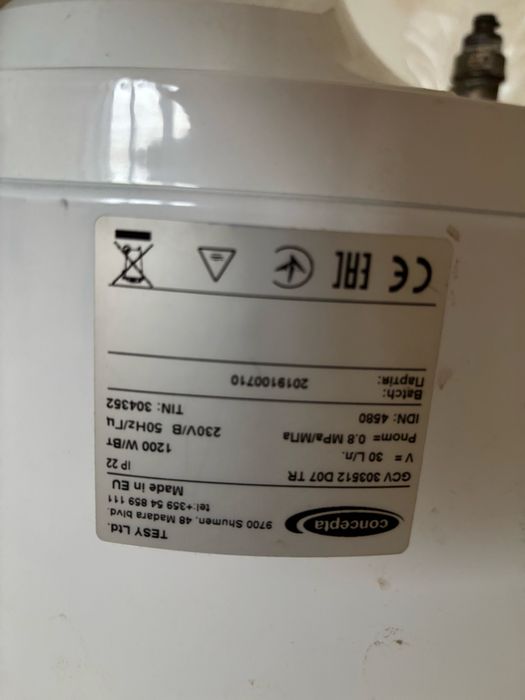 concepta
TESY Ltd.
9700 Shumen, 48 Madara blvd.
tel:+359 54 859 111
Made in EU
GCV 303512 D07 TR IP 22
V = 30 L/л. 1200 W/Вт
Pnom= 0.8 MPa/МПа 230V/В 50Hz/Гц
IDN: 4580 TIN: 304352
Batch:
Партія: 2019100710
CE EAC